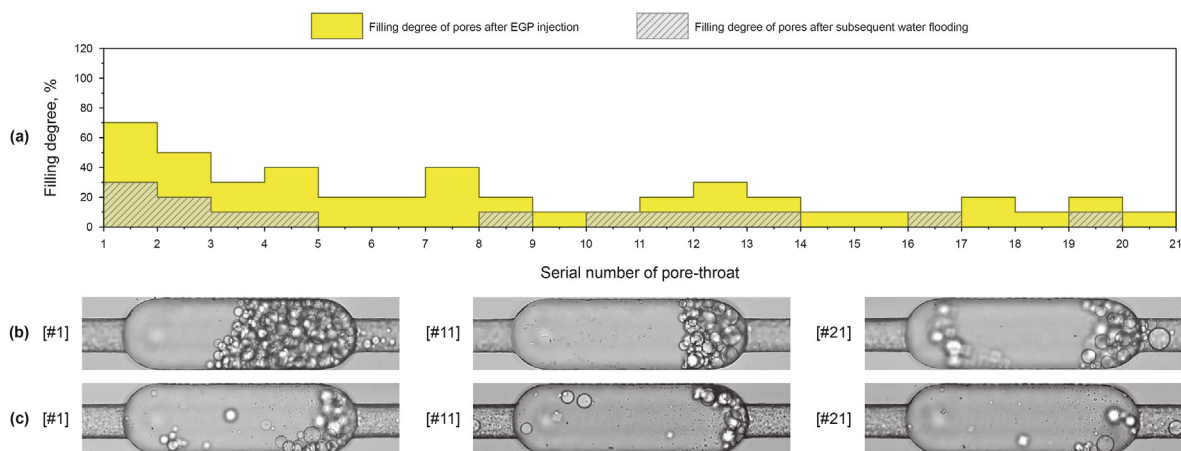 Filling degree of pores after EGP injection
Filling degree of pores after subsequent water flooding
(a)
Filling degree, %
120
100
80
60
40
20
0
1 2 3 4 5 6 7 8 9 10 11 12 13 14 15 16 17 18 19 20 21
Serial number of pore-throat
(b) [#1] [#11] [#21]
(c) [#1] [#11] [#21]